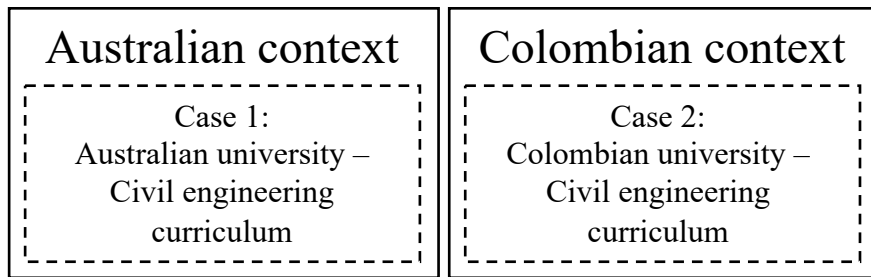 Australian context
Case 1:
Australian university –
Civil engineering
curriculum
Colombian context
Case 2:
Colombian university –
Civil engineering
curriculum